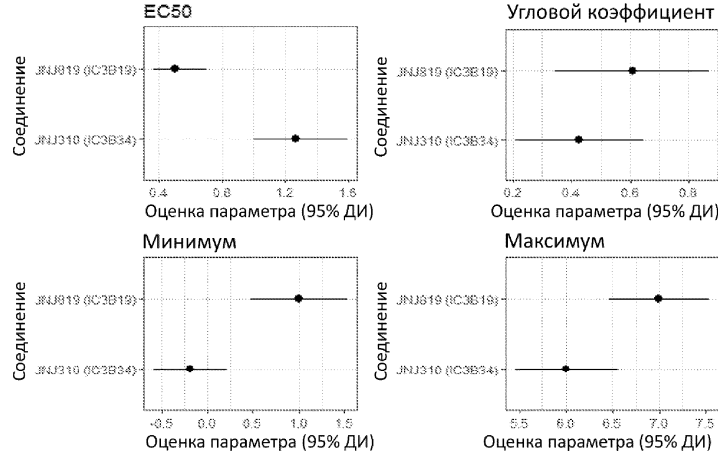 EC50
Угловой коэффициент
Соединение
JNJ819 (IC3B19)
JNJ310 (IC3B34)
0.4 0.8 1.2 1.6
Оценка параметра (95% ДИ)
Соединение
JNJ819 (IC3B19)
JNJ310 (IC3B34)
0.2 0.4 0.6 0.8
Оценка параметра (95% ДИ)
Минимум
Максимум
Соединение
JNJ819 (IC3B19)
JNJ310 (IC3B34)
-0.5 0.0 0.5 1.0 1.5
Оценка параметра (95% ДИ)
Соединение
JNJ819 (IC3B19)
JNJ310 (IC3B34)
5.5 6.0 6.5 7.0 7.5
Оценка параметра (95% ДИ)